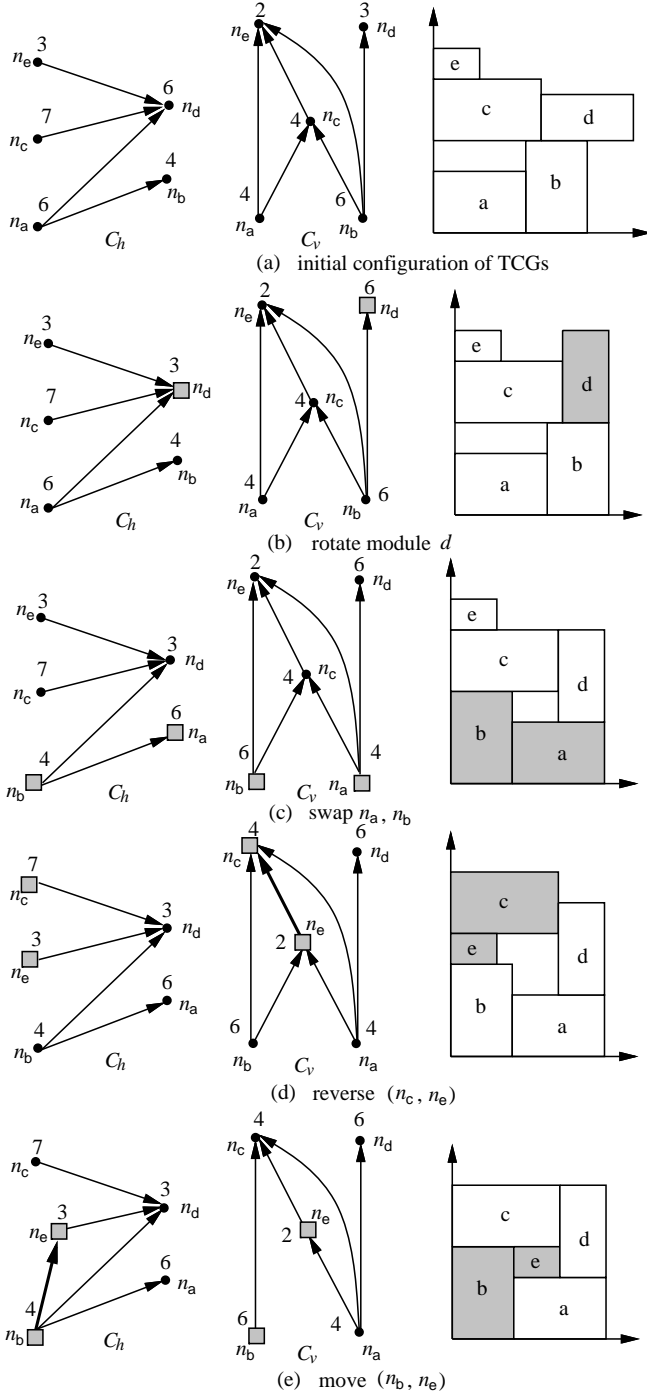 3 2 3
n_e n_e n_d e
6
7 n_d c d
n_c 4 n_c
4
6 n_b 4 6 b
n_a n_a n_b a
C_h C_v
(a) initial configuration of TCGs
6
3 2 n_d
n_e n_e e
3
7 n_d c d
n_c 4 n_c
4
6 n_b 4 b
n_a n_a n_b 6 a
C_h C_v
(b) rotate module d
2 6
3 n_e n_d
n_e e
3
7 n_d c d
n_c 4 n_c
6
4 n_a 6 4 b a
n_b n_b n_a
C_h C_v
(c) swap n_a, n_b
4 6
7 n_c n_d c
n_c
3 n_e
3 n_d 2 e d
n_e
6
4 n_a 6 4 b a
n_b n_b n_a
C_h C_v
(d) reverse (n_c, n_e)
7 4 6
n_c n_c n_d
3 c d
3 n_d n_e
n_e 2 e
6 b
4 n_a 6 4 a
n_b n_b n_a
C_h C_v
(e) move (n_b, n_e)